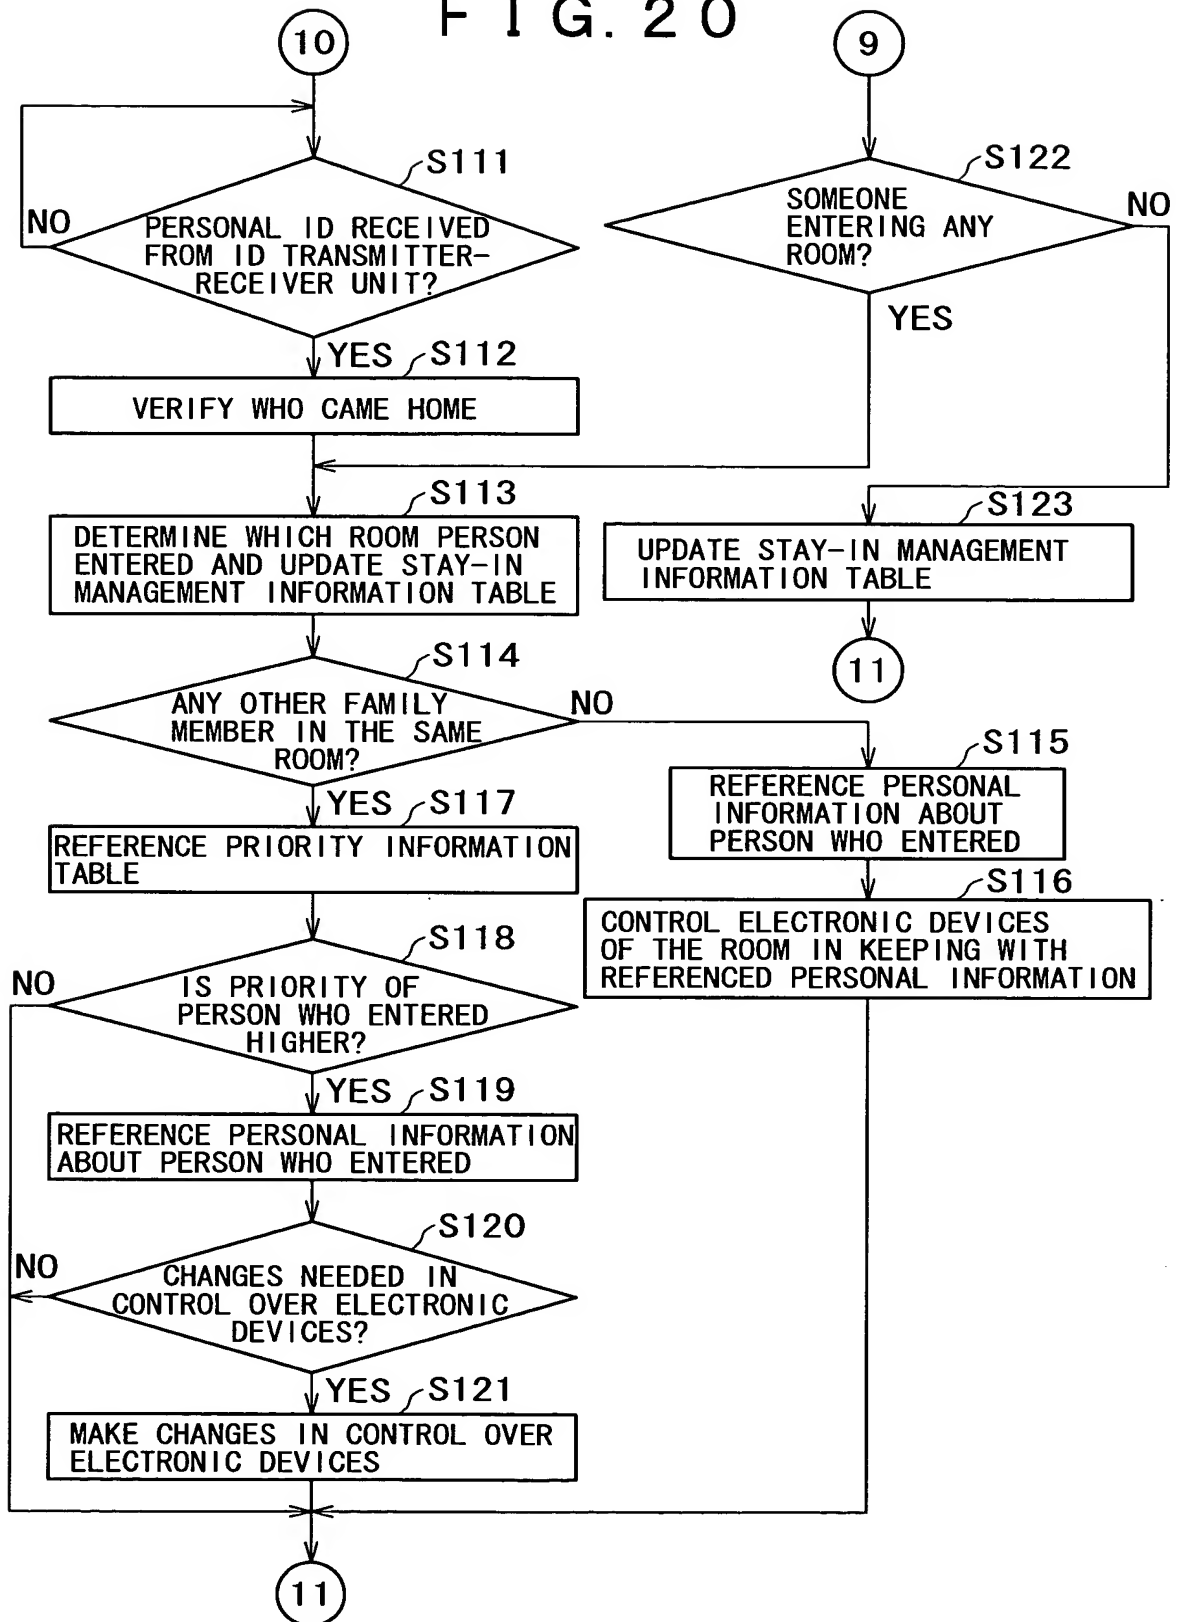 FIG. 20
10
9
S111
NO
PERSONAL ID RECEIVED
FROM ID TRANSMITTER-
RECEIVER UNIT?
S122
SOMEONE
ENTERING ANY
ROOM?
NO
YES
YES
S112
VERIFY WHO CAME HOME
S113
DETERMINE WHICH ROOM PERSON
ENTERED AND UPDATE STAY-IN
MANAGEMENT INFORMATION TABLE
S123
UPDATE STAY-IN MANAGEMENT
INFORMATION TABLE
11
S114
ANY OTHER FAMILY
MEMBER IN THE SAME
ROOM?
NO
S115
REFERENCE PERSONAL
INFORMATION ABOUT
PERSON WHO ENTERED
YES
S117
REFERENCE PRIORITY INFORMATION
TABLE
S116
CONTROL ELECTRONIC DEVICES
OF THE ROOM IN KEEPING WITH
REFERENCED PERSONAL INFORMATION
S118
NO
IS PRIORITY OF
PERSON WHO ENTERED
HIGHER?
YES
S119
REFERENCE PERSONAL INFORMATION
ABOUT PERSON WHO ENTERED
S120
NO
CHANGES NEEDED IN
CONTROL OVER ELECTRONIC
DEVICES?
YES
S121
MAKE CHANGES IN CONTROL OVER
ELECTRONIC DEVICES
11